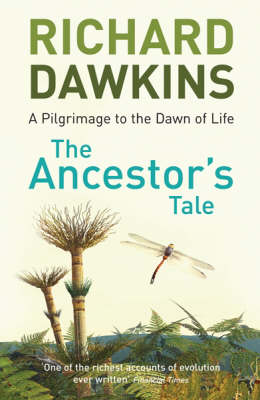 RICHARD
DAWKINS
A Pilgrimage to the Dawn of Life
The
Ancestor's
Tale
'One of the richest accounts of evolution
ever written' Financial Times